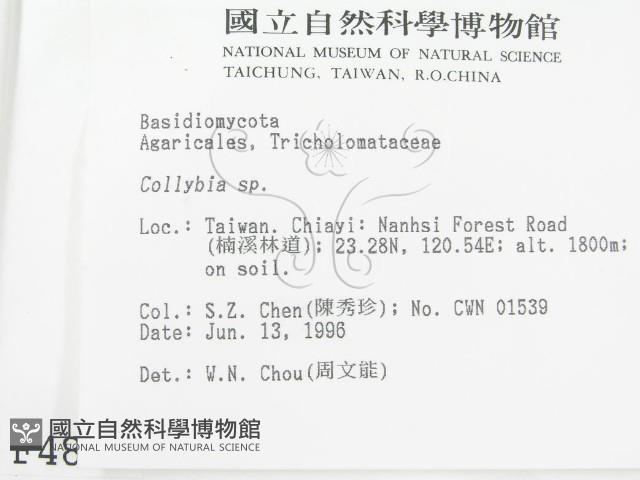 國立自然科學博物館
NATIONAL MUSEUM OF NATURAL SCIENCE
TAICHUNG, TAIWAN, R.O.CHINA
Basidiomycota
Agaricales, Tricholomataceae
Collybia sp.
Loc.: Taiwan. Chiayi: Nanhsi Forest Road
(楠溪林道); 23.28N, 120.54E; alt. 1800m;
on soil.
Col.: S.Z. Chen(陳秀珍); No. CWN 01539
Date: Jun. 13, 1996
Det.: W.N. Chou(周文能)
國立自然科學博物館
NATIONAL MUSEUM OF NATURAL SCIENCE